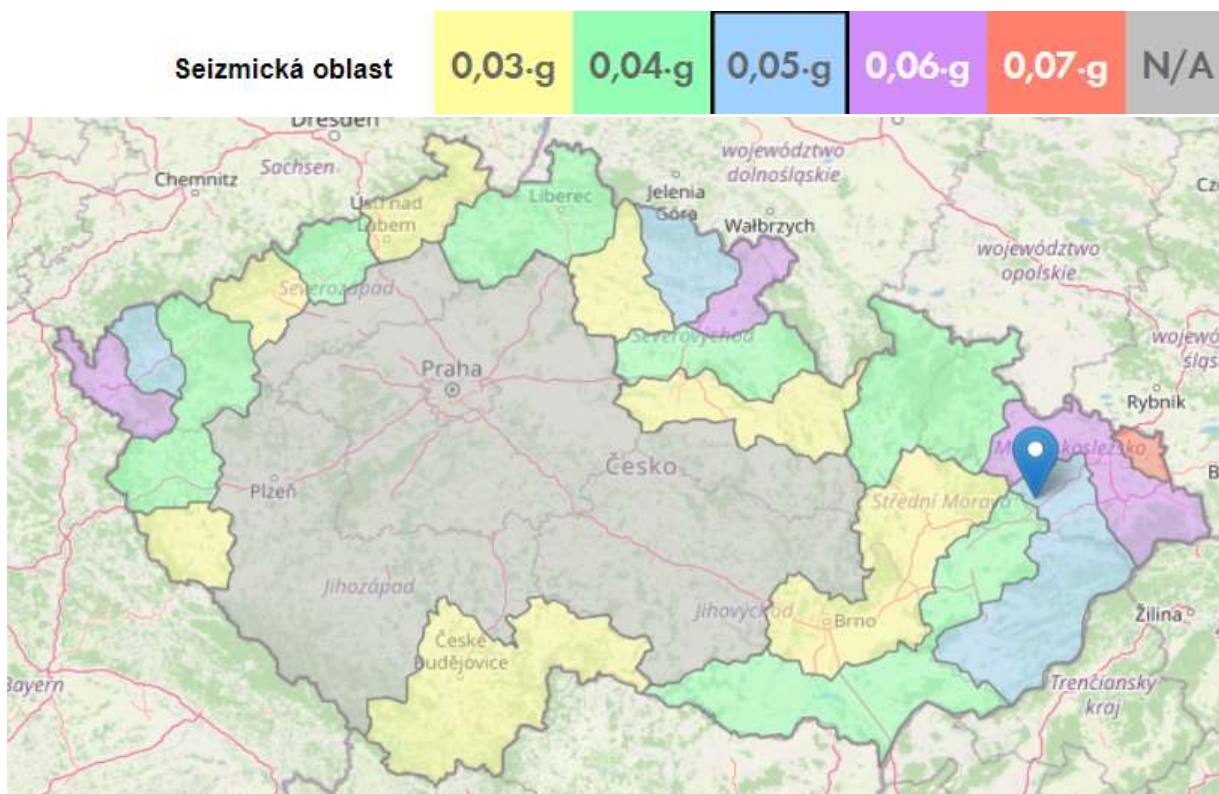 Seizmická oblast
0,03·g
0,04·g
0,05·g
0,06·g
0,07·g
N/A
Dresden
Sachsen
Chemnitz
województwo
dolnośląskie
Jelenia
Góra
Wałbrzych
Liberec
Ústí nad
Labem
Severozápad
województwo
opolskie
Severovýchod
Praha
Rybnik
Česko
Plzeň
Střední Morava
Jihozápad
Jihovýchod
Brno
Žilina
České
Budějovice
Bayern
Trenčiansky
kraj